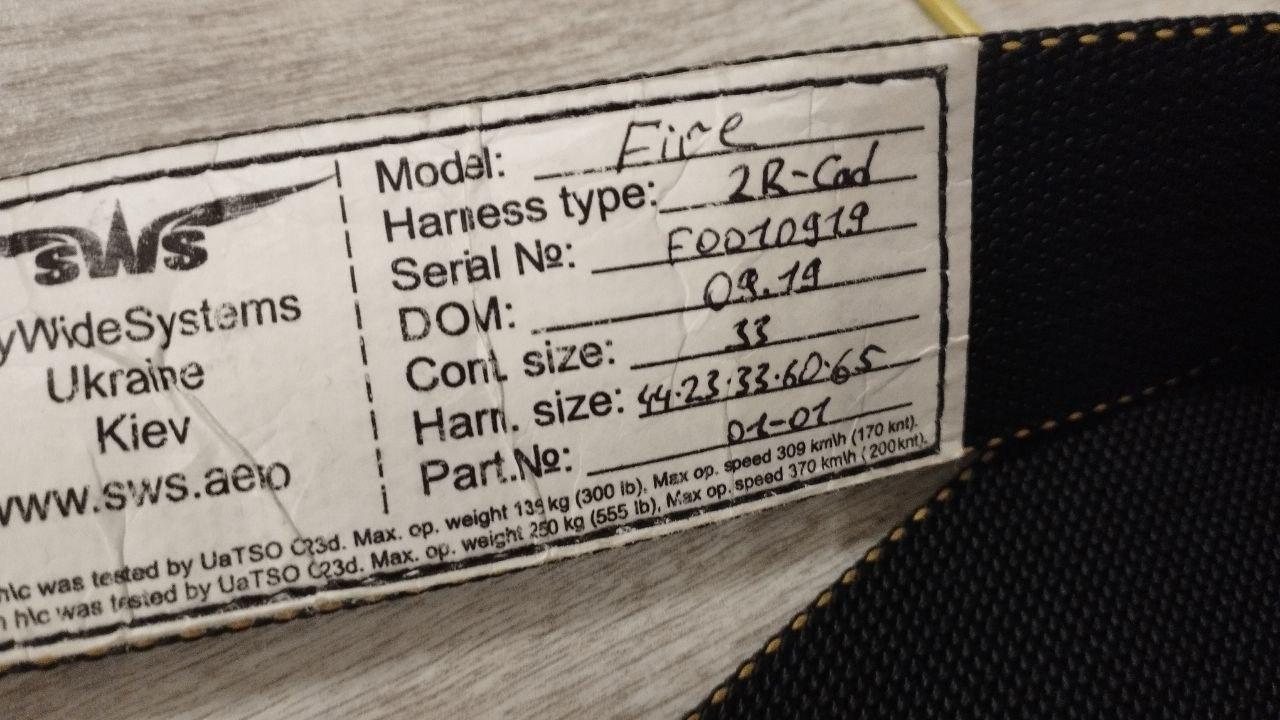 sWs
yWideSystems
Ukraine
Kiev
www.sws.aero
Model: Fire
Harness type: 2R-Cad
Serial №: F0010919
DOM: 09.19
Cont. size: 33
Harn. size: 44·23·33·60·65
Part.№: 01-01
h\c was tested by UaTSO C23d. Max. op. weight kg (300 lb), Max op. speed 309 km\h (170 knt).
h\c was tested by UaTSO C23d. Max. op. weight 250 kg (555 lb), Max op. speed 370 km\h (200knt).